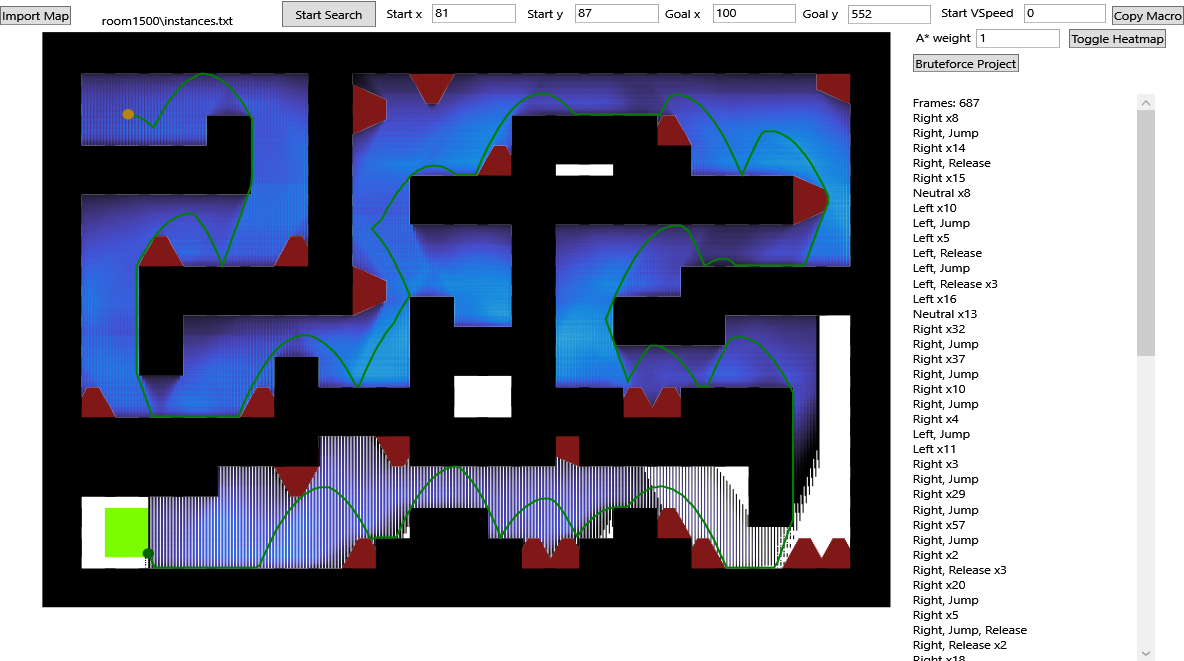 Import Map
room1500\instances.txt
Start Search
Start x 81 Start y 87 Goal x 100 Goal y 552 Start VSpeed 0
Copy Macro
A* weight 1 Toggle Heatmap
Bruteforce Project
Frames: 687
Right x8
Right, Jump
Right x14
Right, Release
Right x15
Neutral x8
Left x10
Left, Jump
Left x5
Left, Release
Left, Jump
Left, Release x3
Left x16
Neutral x13
Right x32
Right, Jump
Right x37
Right, Jump
Right x10
Right, Jump
Right x4
Left, Jump
Left x11
Right x3
Right, Jump
Right x29
Right, Jump
Right x57
Right, Jump
Right x2
Right, Release x3
Right x20
Right, Jump
Right x5
Right, Jump, Release
Right, Release x2
Right x18